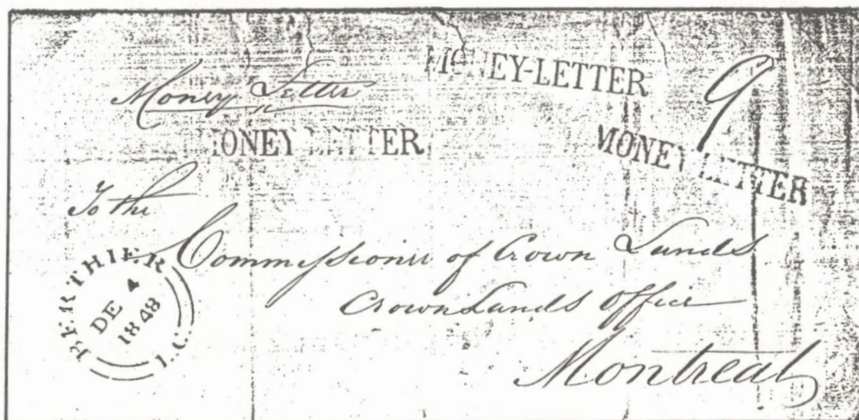 MONEY-LETTER
Money Letter
9
MONEY LETTER
MONEY LETTER
To the
Commissioner of Crown Lands
Crown Lands Office
Montreal
BERTHIER
DE 4
1848
L.C.